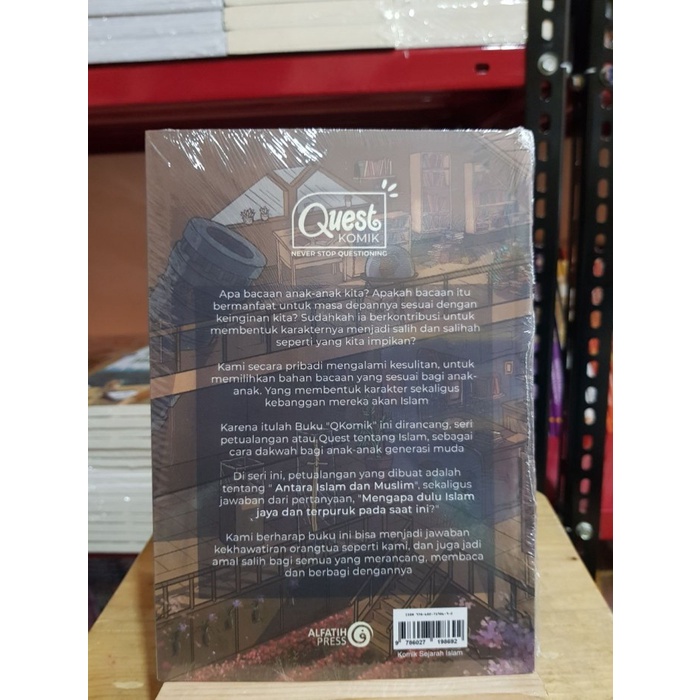 Quest
KOMIK
NEVER STOP QUESTIONING
Apa bacaan anak-anak kita? Apakah bacaan itu
bermanfaat untuk masa depannya sesuai dengan
keinginan kita? Sudahkah ia berkontribusi untuk
membentuk karakternya menjadi salih dan salihah
seperti yang kita impikan?
Kami secara pribadi mengalami kesulitan, untuk
memilihkan bahan bacaan yang sesuai bagi anak-
anak. Yang membentuk karakter sekaligus
kebanggan mereka akan Islam
Karena itulah Buku "QKomik" ini dirancang, seri
petualangan atau Quest tentang Islam, sebagai
cara dakwah bagi anak-anak generasi muda
Di seri ini, petualangan yang dibuat adalah
tentang " Antara Islam dan Muslim", sekaligus
jawaban dari pertanyaan, "Mengapa dulu Islam
jaya dan terpuruk pada saat ini?"
Kami berharap buku ini bisa menjadi jawaban
kekhawatiran orangtua seperti kami, dan juga jadi
amal salih bagi semua yang merancang, membaca
dan berbagi dengannya
ALFATIH
PRESS
Komik Sejarah Islam